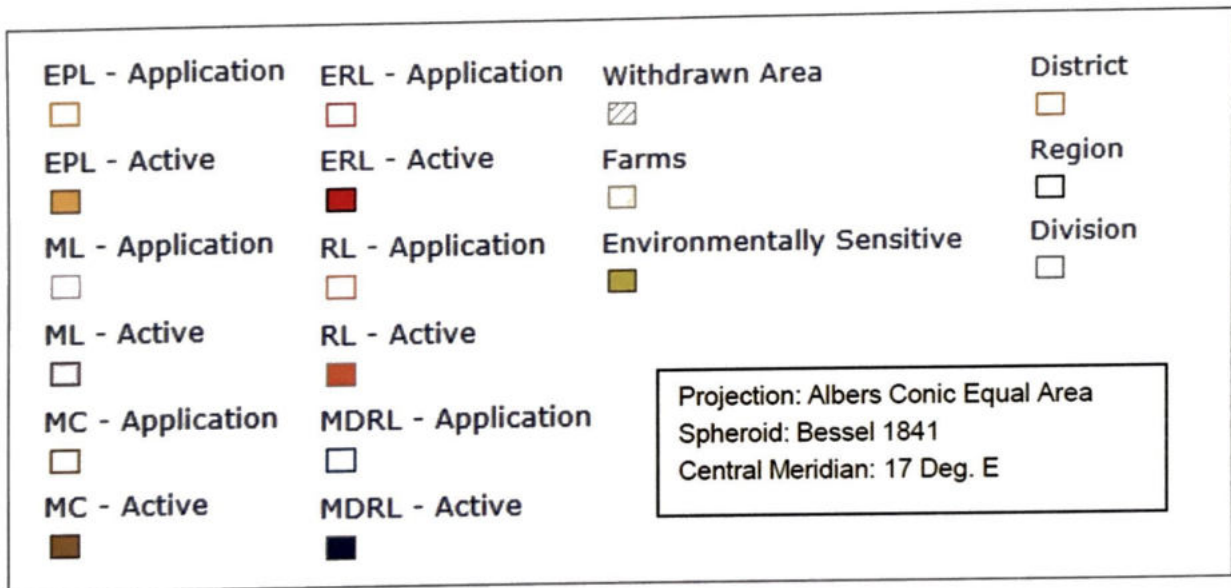 EPL - Application
EPL - Active
ML - Application
ML - Active
MC - Application
MC - Active
ERL - Application
ERL - Active
RL - Application
RL - Active
MDRL - Application
MDRL - Active
Withdrawn Area
Farms
Environmentally Sensitive
District
Region
Division
Projection: Albers Conic Equal Area
Spheroid: Bessel 1841
Central Meridian: 17 Deg. E